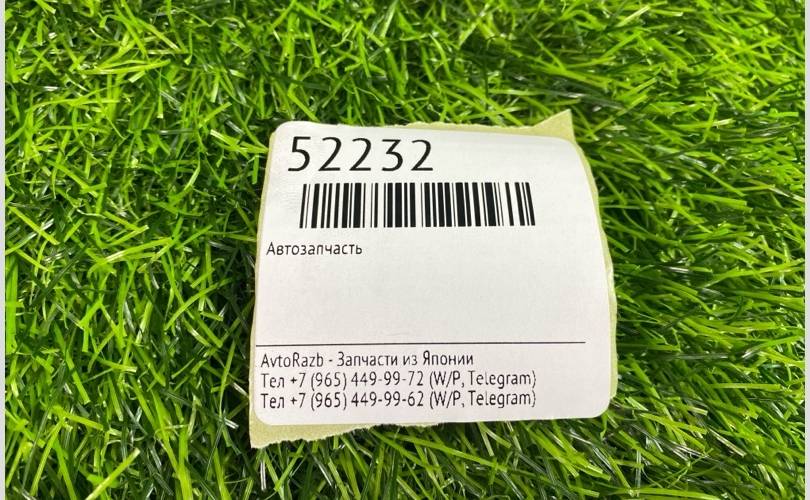 52232
Автозапчасть
AvtoRazb - Запчасти из Японии
Тел +7 (965) 449-99-72 (W/P, Telegram)
Тел +7 (965) 449-99-62 (W/P, Telegram)